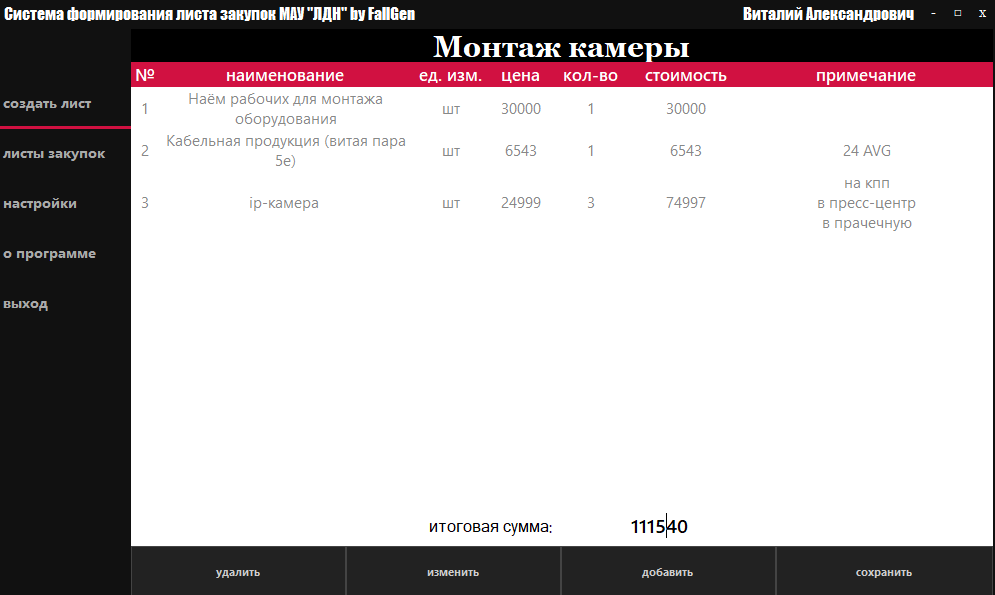 Система формирования листа закупок МАУ "ЛДН" by FallGen
Виталий Александрович
- □ x
Монтаж камеры
№ наименование ед. изм. цена кол-во стоимость примечание
1 Наём рабочих для монтажа оборудования шт 30000 1 30000
2 Кабельная продукция (витая пара 5е) шт 6543 1 6543 24 AVG
3 ip-камера шт 24999 3 74997 на кпп
в пресс-центр
в прачечную
создать лист
листы закупок
настройки
о программе
выход
итоговая сумма: 111540
удалить изменить добавить сохранить